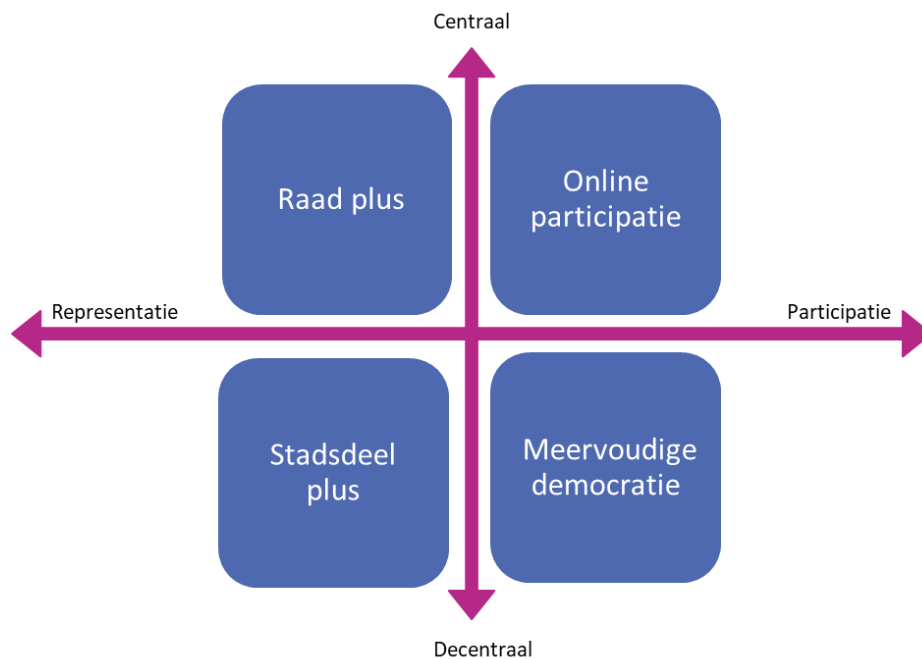 Centraal
Raad plus
Online
participatie
Representatie
Participatie
Stadsdeel
plus
Meervoudige
democratie
Decentraal